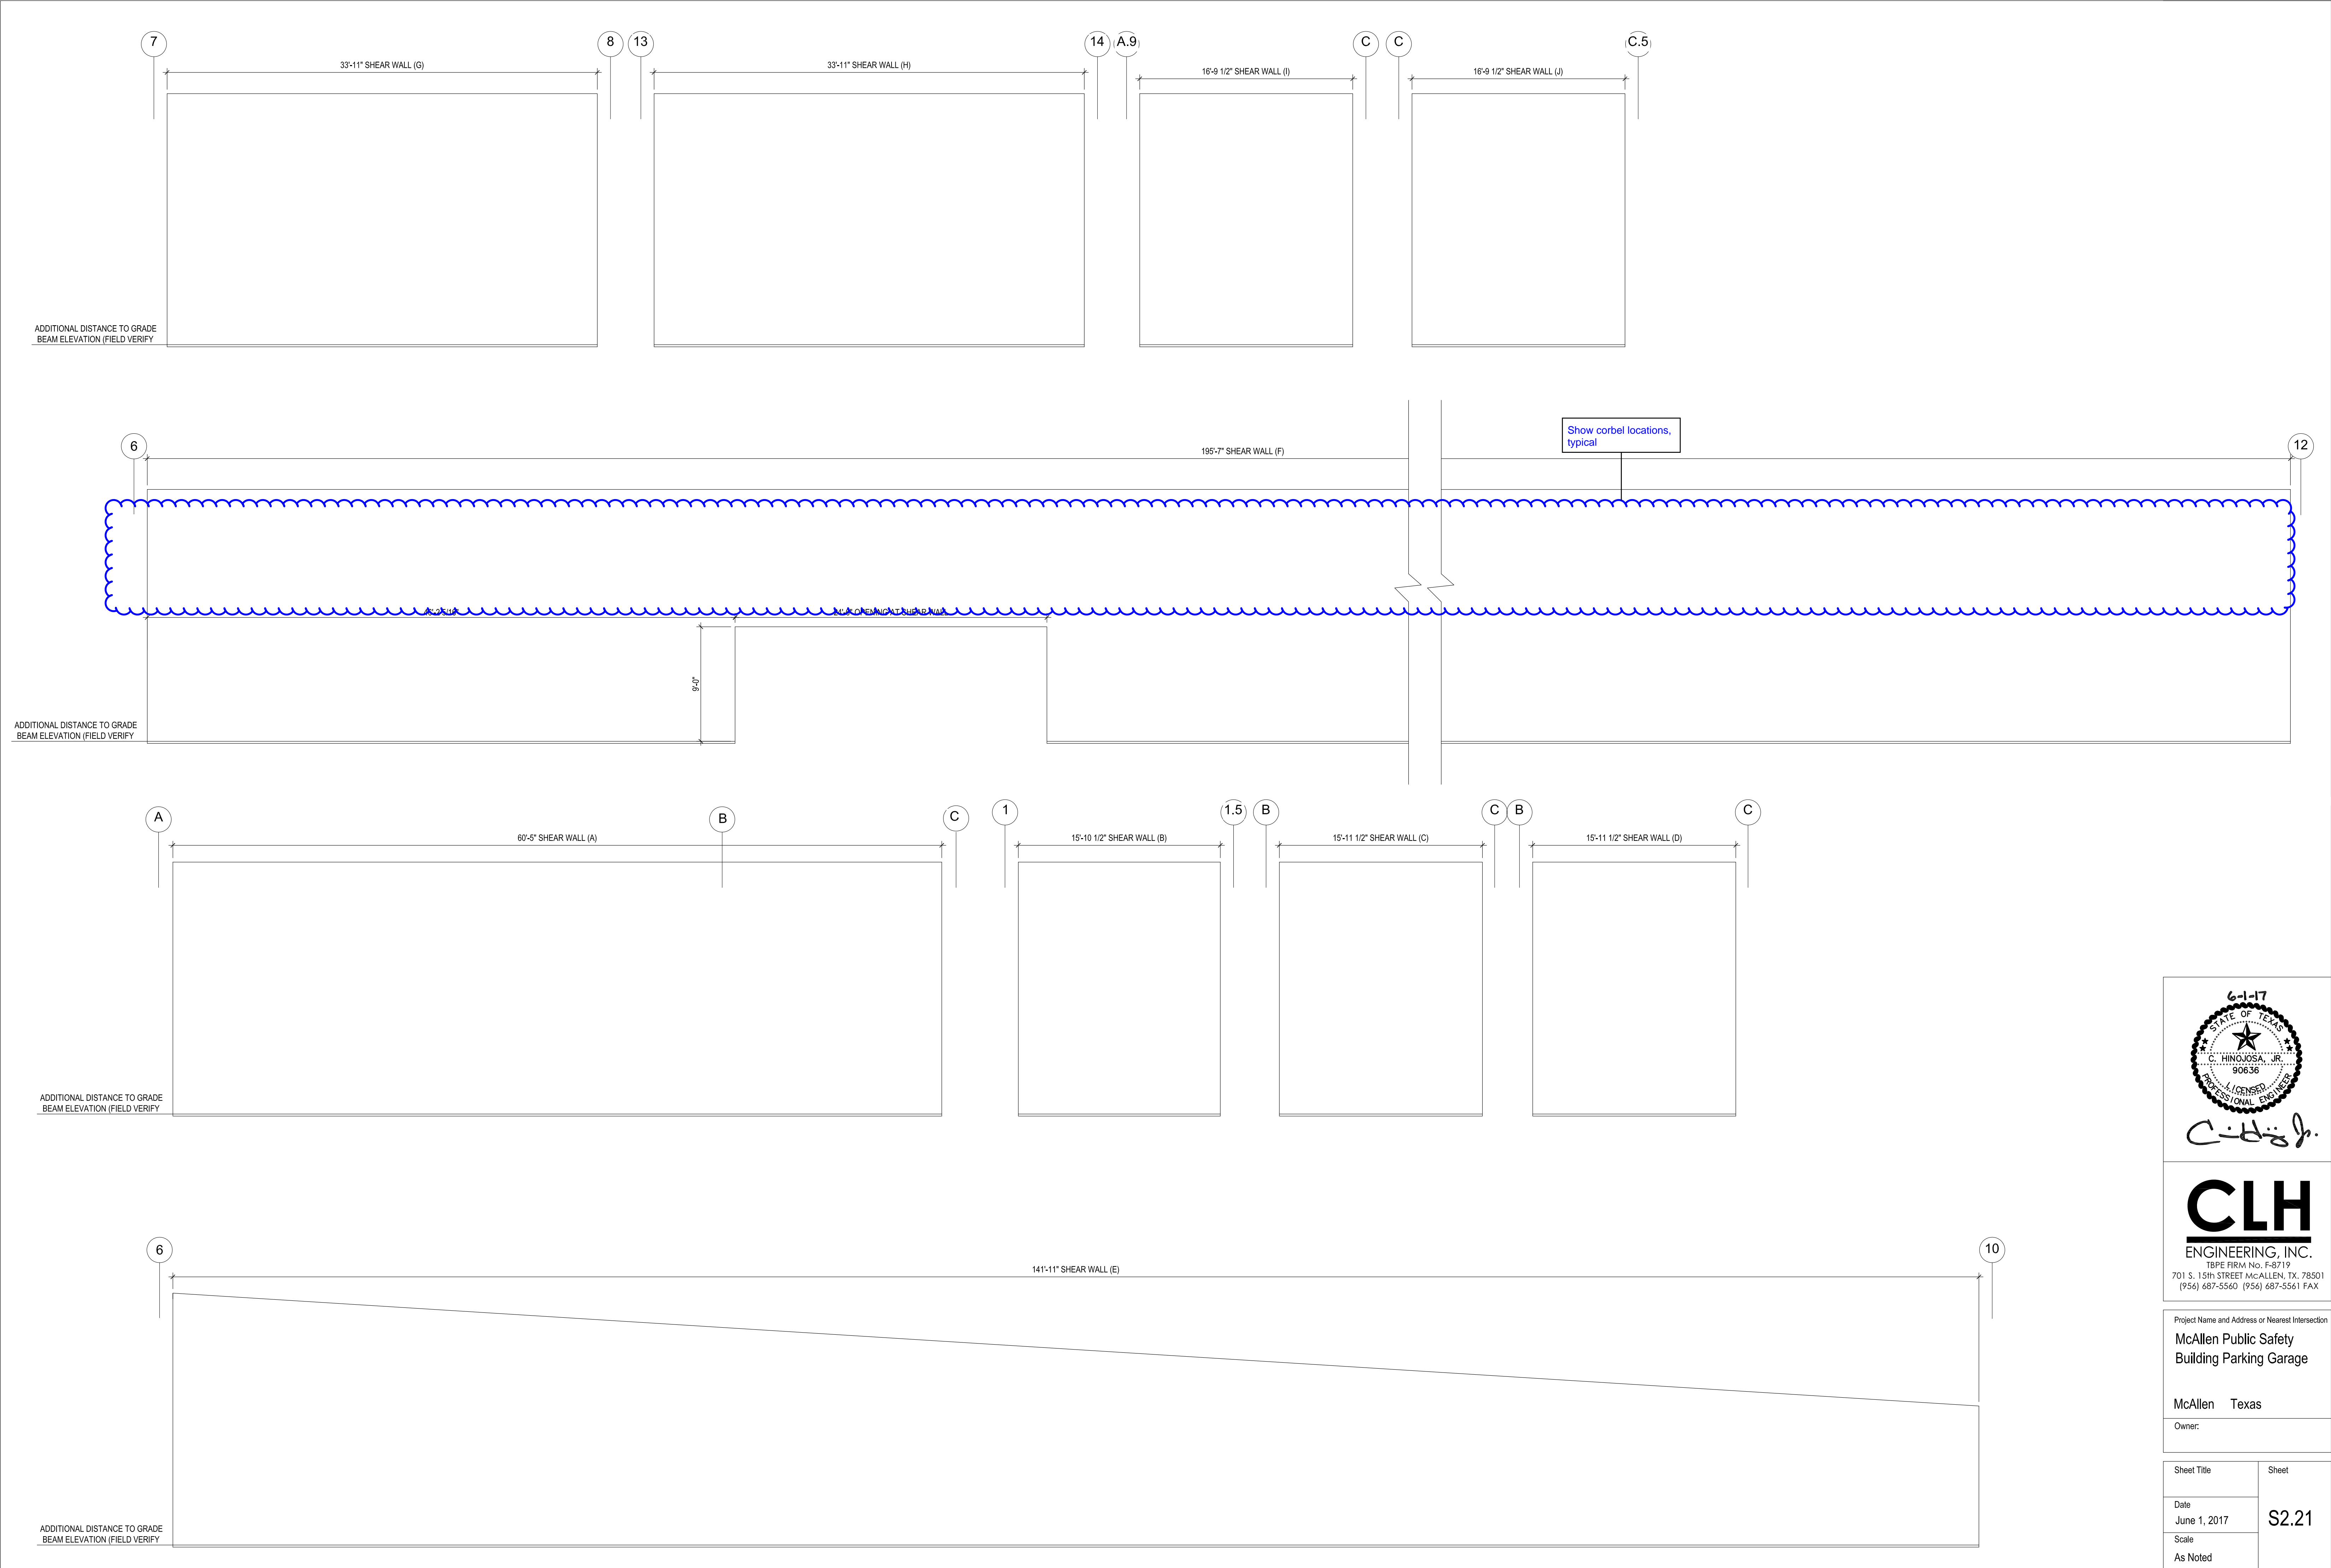 7
8
13
14
A.9
C
C
C.5
33'-11" SHEAR WALL (G)
33'-11" SHEAR WALL (H)
16'-9 1/2" SHEAR WALL (I)
16'-9 1/2" SHEAR WALL (J)
ADDITIONAL DISTANCE TO GRADE
BEAM ELEVATION (FIELD VERIFY
6
12
195'-7" SHEAR WALL (F)
Show corbel locations,
typical
OPENING AT SHEAR WALL
9'-0"
ADDITIONAL DISTANCE TO GRADE
BEAM ELEVATION (FIELD VERIFY
A
B
C
1
1.5
B
C
B
C
60'-5" SHEAR WALL (A)
15'-10 1/2" SHEAR WALL (B)
15'-11 1/2" SHEAR WALL (C)
15'-11 1/2" SHEAR WALL (D)
ADDITIONAL DISTANCE TO GRADE
BEAM ELEVATION (FIELD VERIFY
6
10
141'-11" SHEAR WALL (E)
ADDITIONAL DISTANCE TO GRADE
BEAM ELEVATION (FIELD VERIFY
6-1-17
STATE OF TEXAS
C. HINOJOSA, JR.
90636
LICENSED
PROFESSIONAL ENGINEER
CLH
ENGINEERING, INC.
TBPE FIRM No. F-8719
701 S. 15th STREET McALLEN, TX. 78501
(956) 687-5560 (956) 687-5561 FAX
Project Name and Address or Nearest Intersection
McAllen Public Safety
Building Parking Garage
McAllen Texas
Owner:
Sheet Title
Sheet
Date
June 1, 2017
S2.21
Scale
As Noted